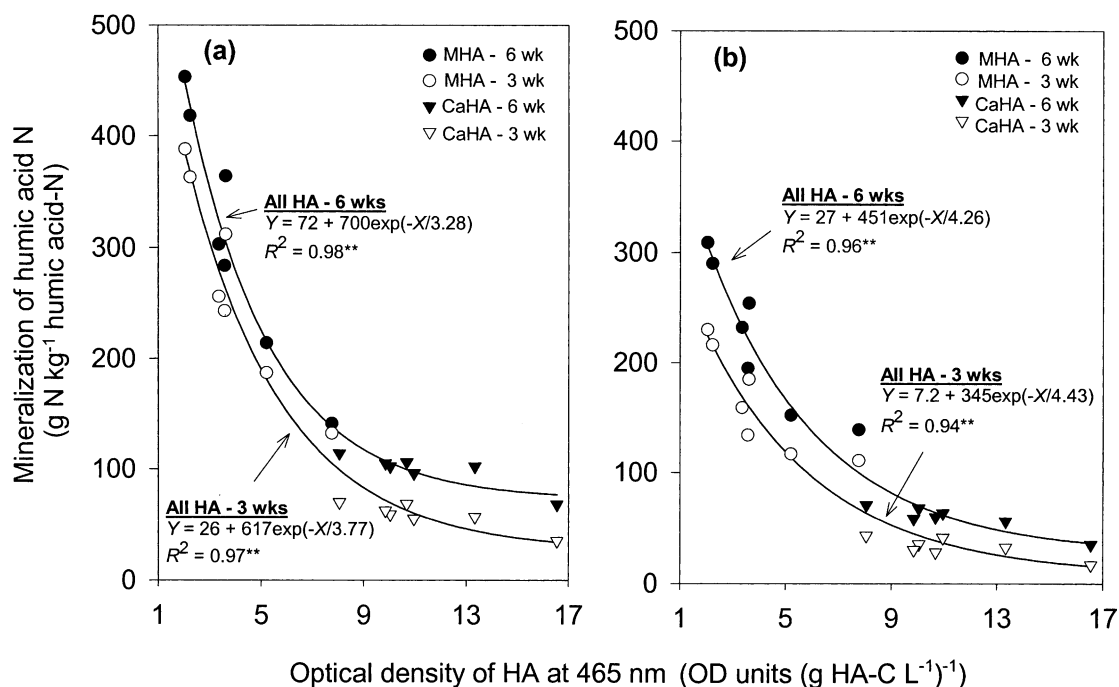 Mineralization of humic acid N
(g N kg⁻¹ humic acid-N)
500
400
300
200
100
0
(a)
● MHA - 6 wk
○ MHA - 3 wk
▼ CaHA - 6 wk
▽ CaHA - 3 wk
All HA - 6 wks
Y = 72 + 700exp(-X/3.28)
R² = 0.98**
All HA - 3 wks
Y = 26 + 617exp(-X/3.77)
R² = 0.97**
1 5 9 13 17
500
400
300
200
100
0
(b)
● MHA - 6 wk
○ MHA - 3 wk
▼ CaHA - 6 wk
▽ CaHA - 3 wk
All HA - 6 wks
Y = 27 + 451exp(-X/4.26)
R² = 0.96**
All HA - 3 wks
Y = 7.2 + 345exp(-X/4.43)
R² = 0.94**
1 5 9 13 17
Optical density of HA at 465 nm (OD units (g HA-C L⁻¹)⁻¹)